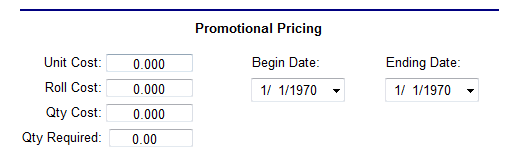 Promotional Pricing
Unit Cost: 0.000 Begin Date: Ending Date:
Roll Cost: 0.000 1/ 1/1970 1/ 1/1970
Qty Cost: 0.000
Qty Required: 0.00